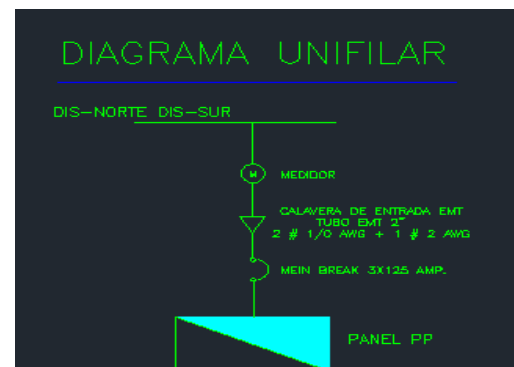 DIAGRAMA UNIFILAR
DIS-NORTE DIS-SUR
M
MEDIDOR
CALAVERA DE ENTRADA EMT
TUBO EMT 2"
2 # 1/0 AWG + 1 # 2 AWG
MEIN BREAK 3X125 AMP.
PANEL PP